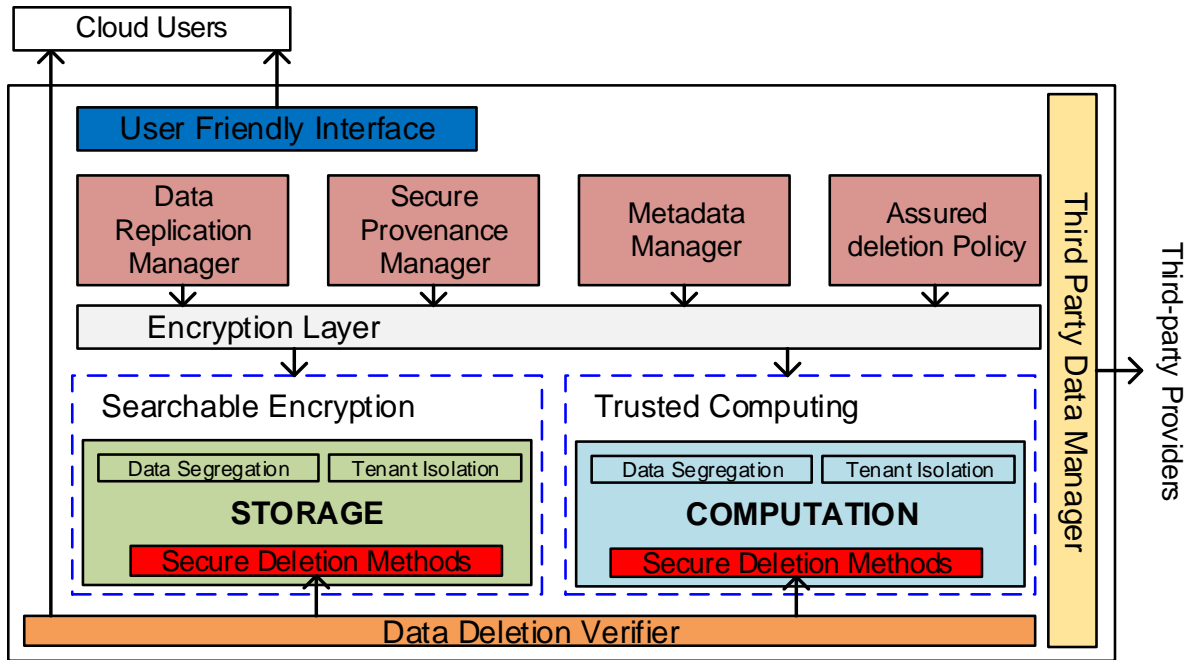 Cloud Users
User Friendly Interface
Data
Replication
Manager
Secure
Provenance
Manager
Metadata
Manager
Assured
deletion Policy
Encryption Layer
Searchable Encryption
Data Segregation
Tenant Isolation
STORAGE
Secure Deletion Methods
Trusted Computing
Data Segregation
Tenant Isolation
COMPUTATION
Secure Deletion Methods
Data Deletion Verifier
Third Party Data Manager
Third-party Providers